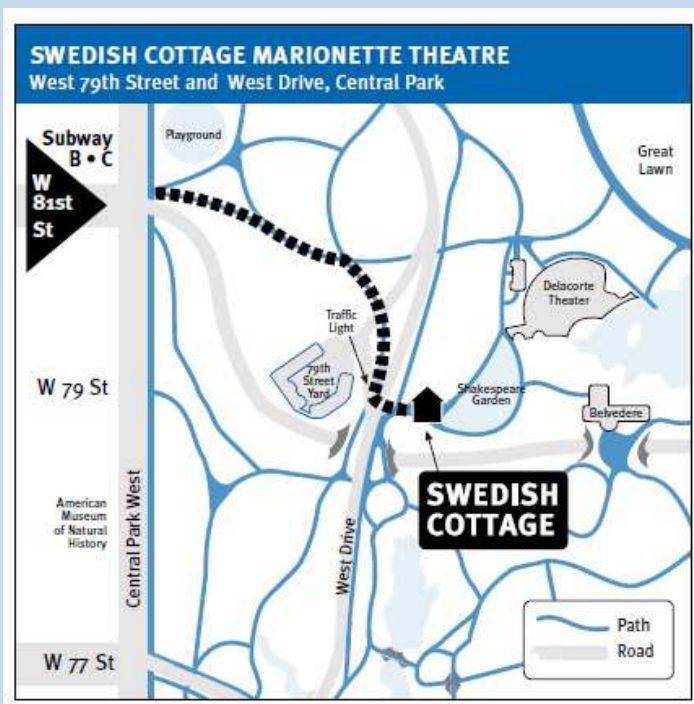 SWEDISH COTTAGE MARIONETTE THEATRE
West 79th Street and West Drive, Central Park
Subway
B • C
W
81st
St
Playground
Great
Lawn
Delacorte
Theater
Traffic
Light
79th
Street
Yard
W 79 St
Shakespeare
Garden
Belvedere
American
Museum
of Natural
History
Central Park West
West Drive
SWEDISH
COTTAGE
W 77 St
Path
Road